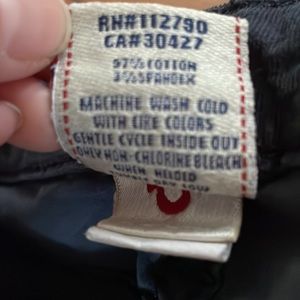 RN#112790
CA#30427
97% COTTON
3% SPANDEX
MACHINE WASH COLD
WITH LIKE COLORS
GENTLE CYCLE INSIDE OUT
ONLY NON-CHLORINE BLEACH
WHEN NEEDED